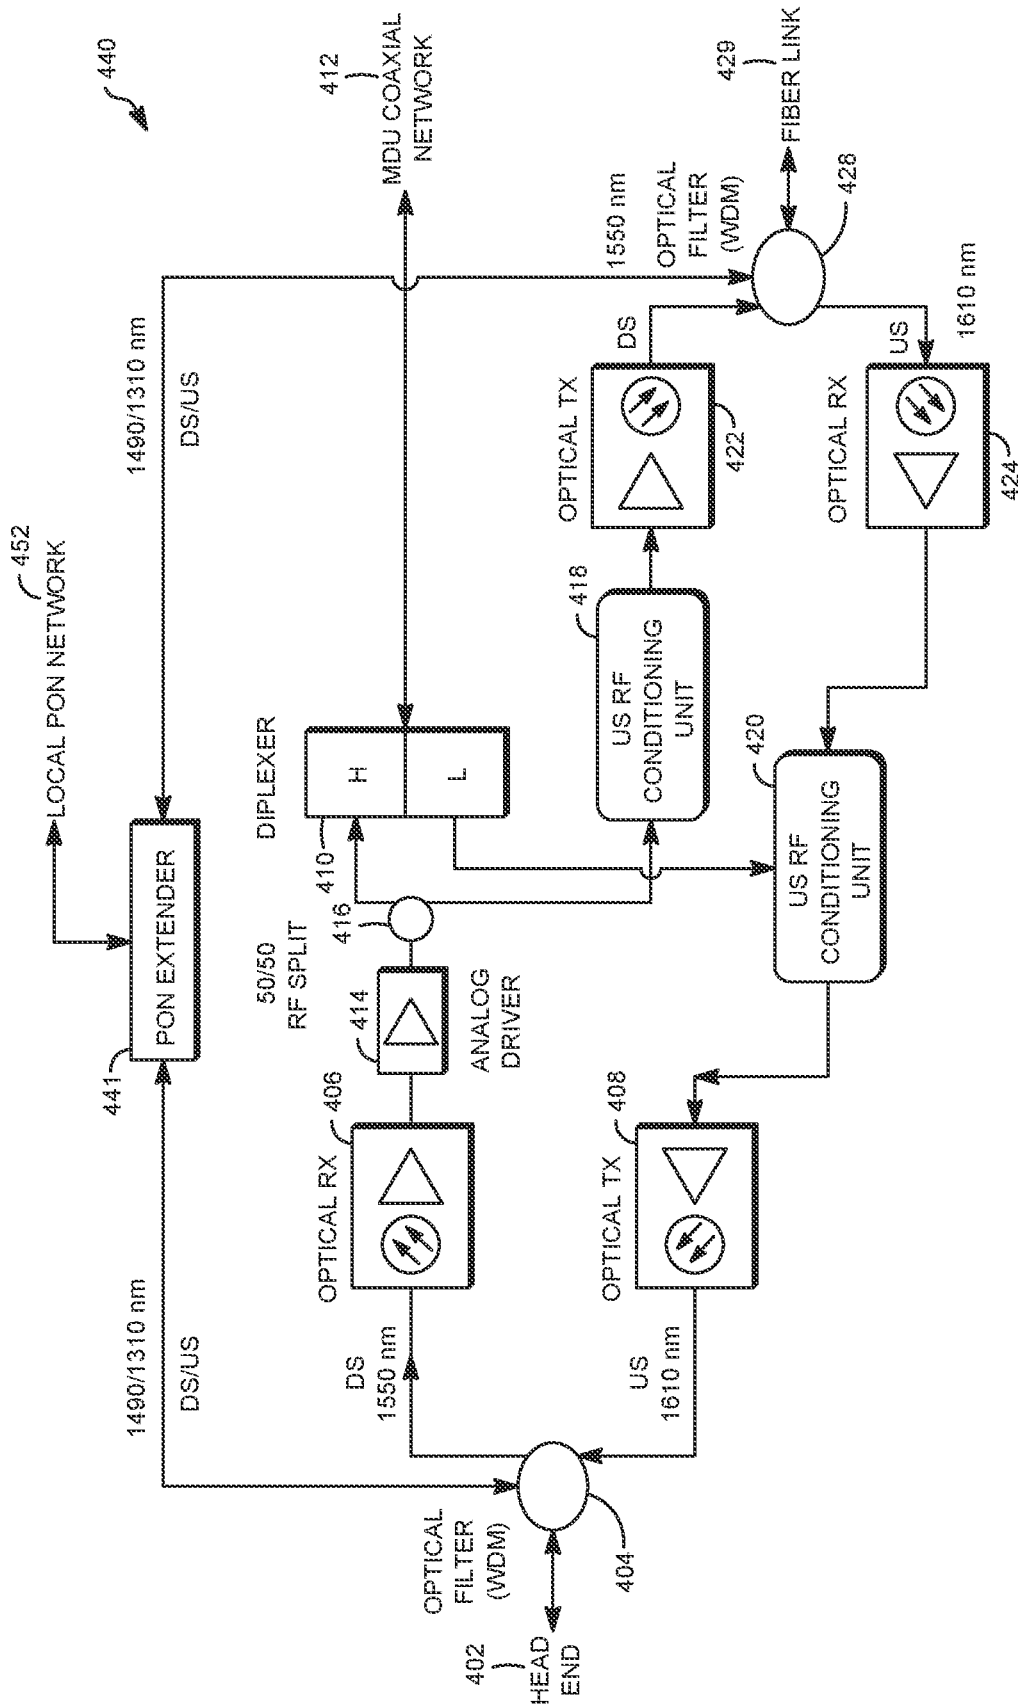 440
452
LOCAL PON NETWORK
1490/1310 nm
DS/US
441
PON EXTENDER
1490/1310 nm
DS/US
412
MDU COAXIAL
NETWORK
50/50
RF SPLIT
DIPLEXER
410
H
L
OPTICAL RX
406
414
ANALOG
DRIVER
416
DS
1550 nm
OPTICAL
FILTER
(WDM)
404
402
HEAD
END
US
1610 nm
OPTICAL TX
408
US RF
CONDITIONING
UNIT
418
US RF
CONDITIONING
UNIT
420
OPTICAL TX
422
DS
1550 nm
OPTICAL
FILTER
(WDM)
428
429
FIBER LINK
US
1610 nm
OPTICAL RX
424